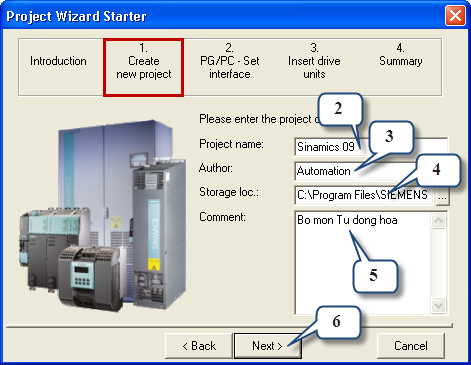 Project Wizard Starter
Introduction
1.
Create
new project
2.
PG/PC - Set
interface
3.
Insert drive
units
4.
Summary
Please enter the project
Project name:
Sinamics 09
2
Author:
Automation
3
Storage loc.:
C:\Program Files\SIEMENS
...
4
Comment:
Bo mon Tu dong hoa
5
6
< Back
Next >
Cancel